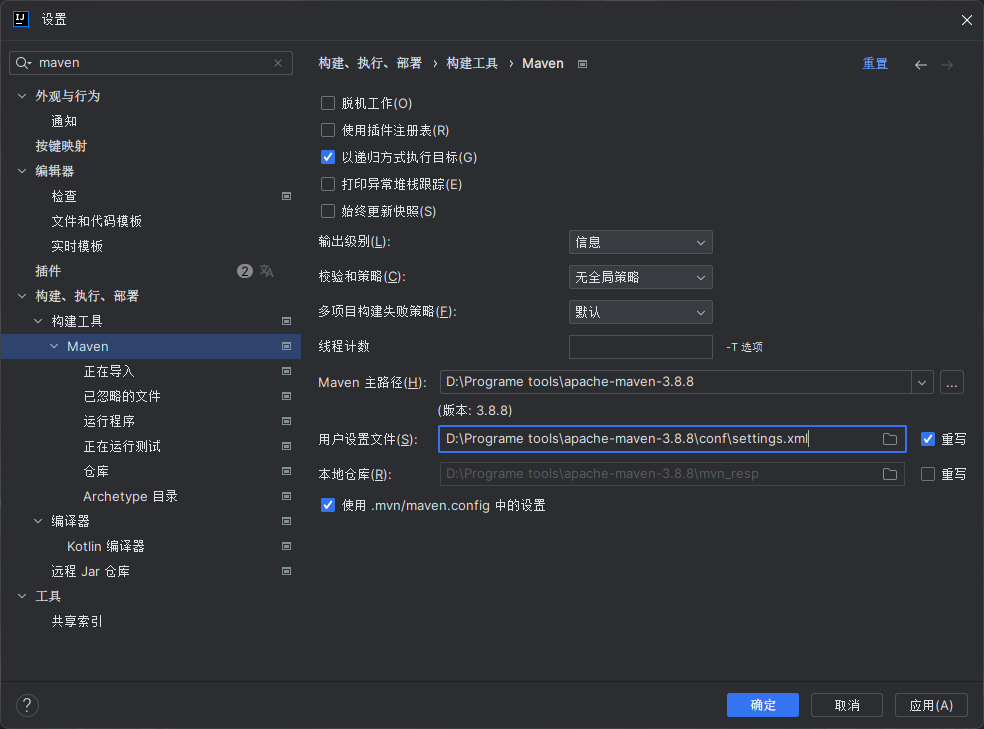 设置
maven
外观与行为
通知
按键映射
编辑器
检查
文件和代码模板
实时模板
插件 2
构建、执行、部署
构建工具
Maven
正在导入
已忽略的文件
运行程序
正在运行测试
仓库
Archetype 目录
编译器
Kotlin 编译器
远程 Jar 仓库
工具
共享索引
构建、执行、部署 › 构建工具 › Maven
重置
脱机工作(O)
使用插件注册表(R)
以递归方式执行目标(G)
打印异常堆栈跟踪(E)
始终更新快照(S)
输出级别(L): 信息
校验和策略(C): 无全局策略
多项目构建失败策略(F): 默认
线程计数 -T 选项
Maven 主路径(H): D:\Programe tools\apache-maven-3.8.8 ...
(版本: 3.8.8)
用户设置文件(S): D:\Programe tools\apache-maven-3.8.8\conf\settings.xml 重写
本地仓库(R): D:\Programe tools\apache-maven-3.8.8\mvn_resp 重写
使用 .mvn/maven.config 中的设置
? 确定 取消 应用(A)